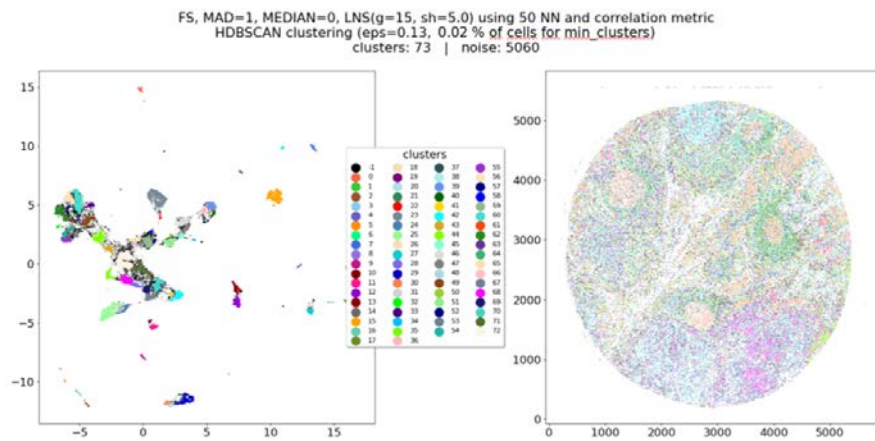 FS, MAD=1, MEDIAN=0, LNS(g=15, sh=5.0) using 50 NN and correlation metric
HDBSCAN clustering (eps=0.13, 0.02 % of cells for min_clusters)
clusters: 73 | noise: 5060
15
10
5
0
−5
−10
−5 0 5 10 15
clusters
-1 18 37 55
0 19 38 56
1 20 39 57
2 22 40 58
3 23 41 59
4 24 42 60
5 25 43 61
6 26 44 62
7 27 45 63
8 28 46 64
9 29 47 65
10 30 48 66
11 31 49 67
12 32 50 68
13 33 51 69
14 34 52 70
15 35 53 71
16 36 54 72
17
5000
4000
3000
2000
1000
0
0 1000 2000 3000 4000 5000